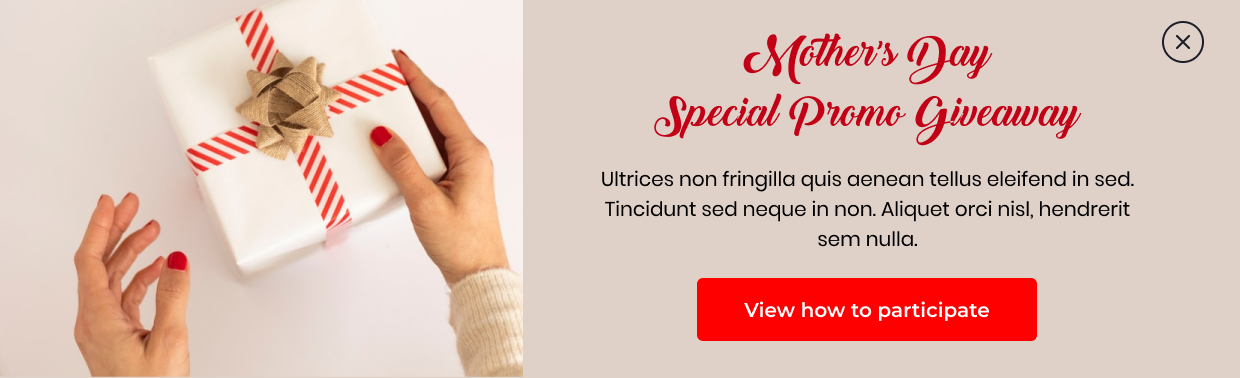 Mother's Day
Special Promo Giveaway
Ultrices non fringilla quis aenean tellus eleifend in sed.
Tincidunt sed neque in non. Aliquet orci nisl, hendrerit
sem nulla.
View how to participate